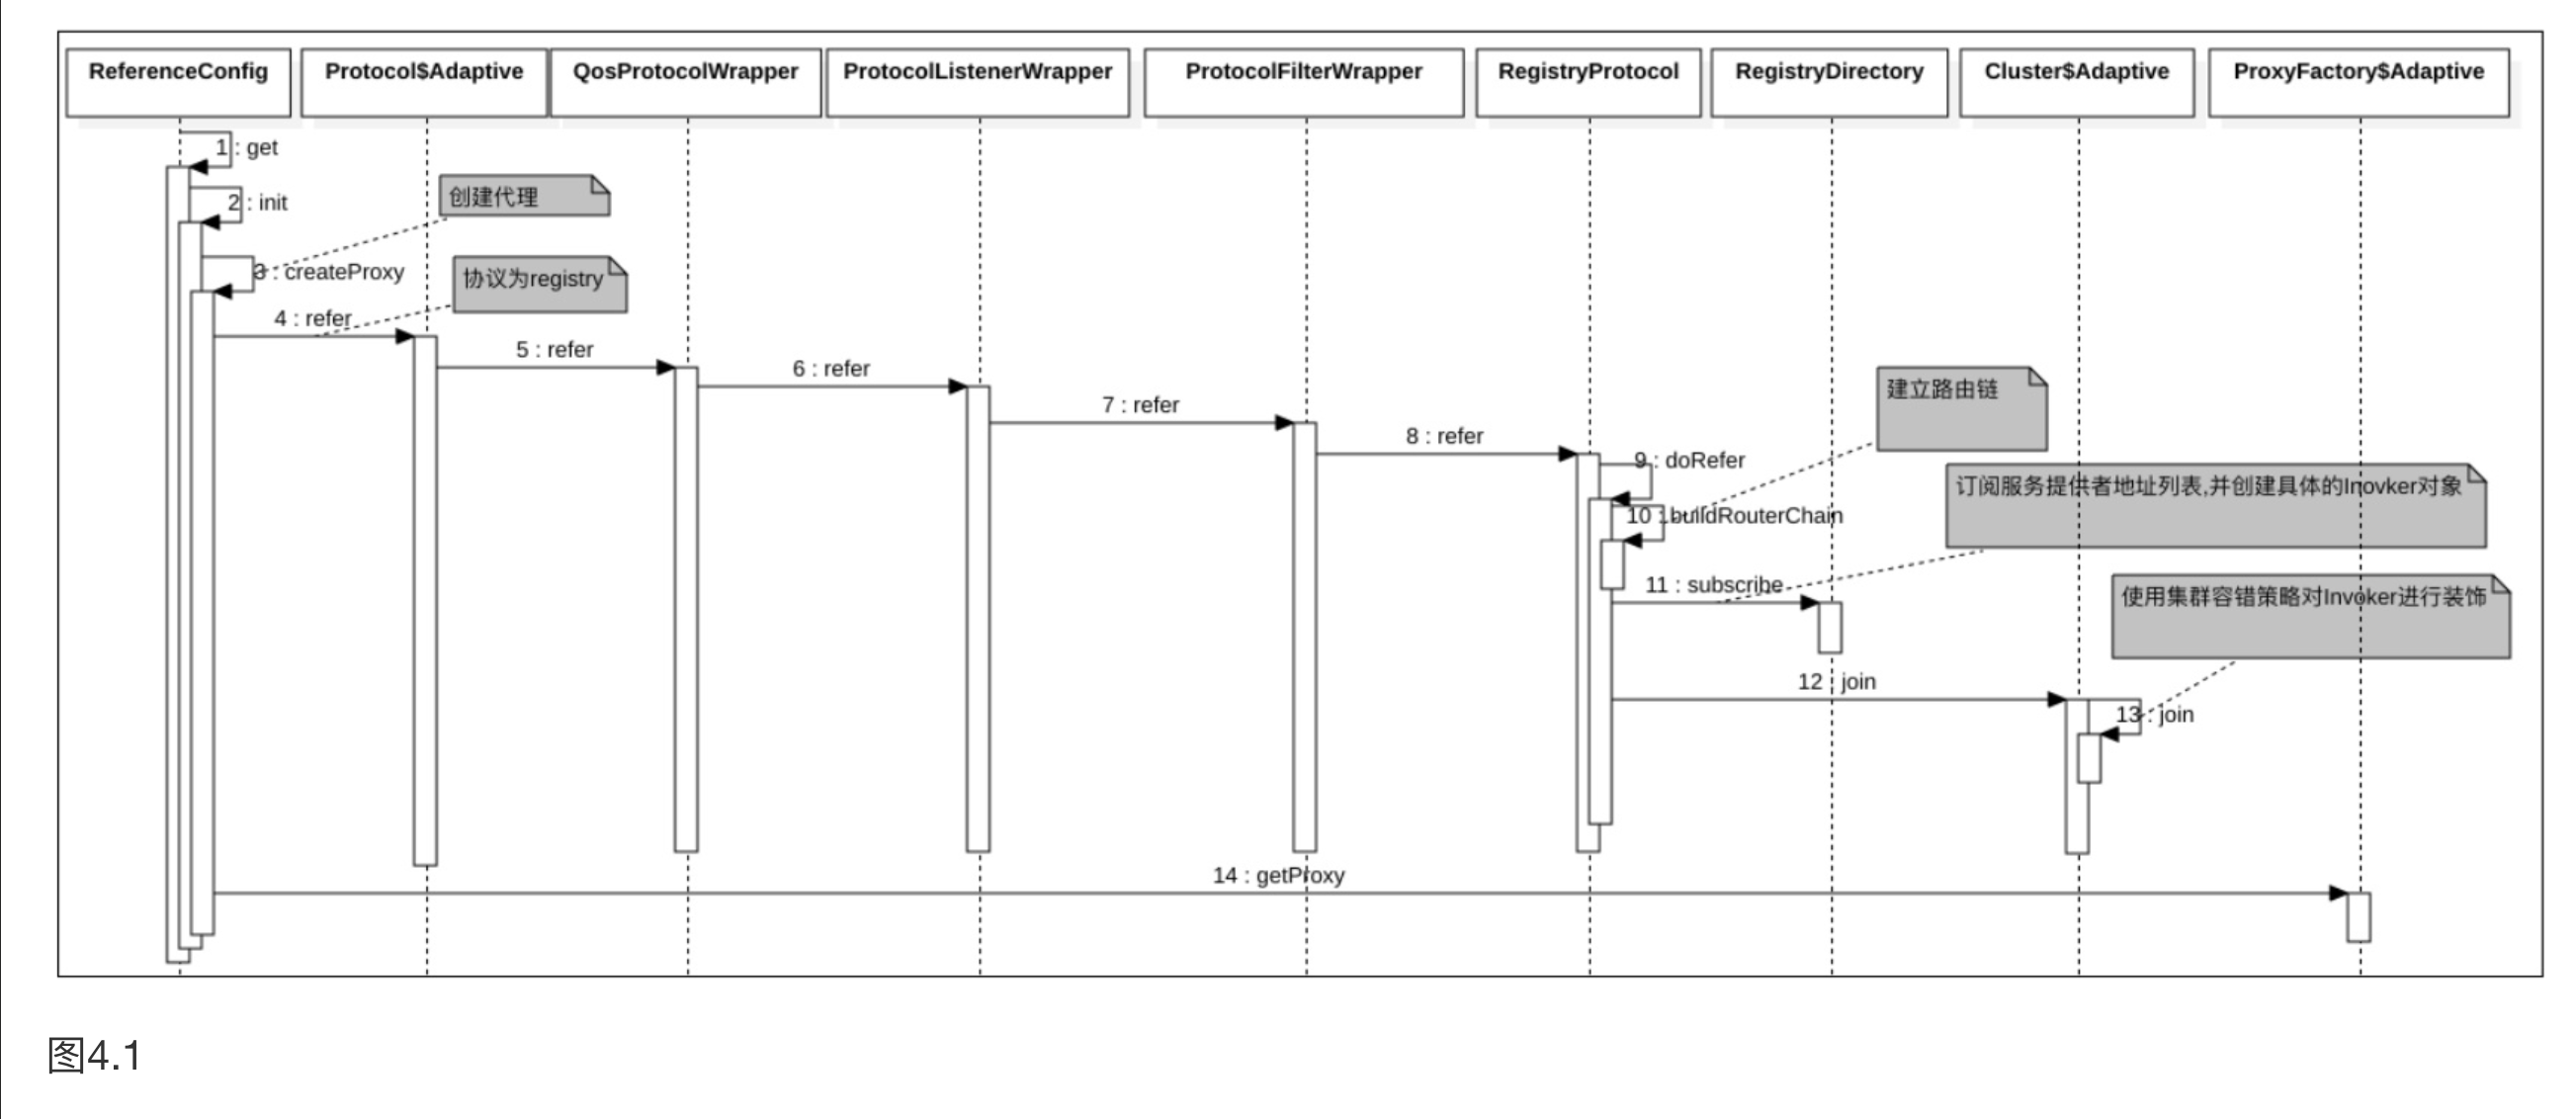 ReferenceConfig
Protocol$Adaptive
QosProtocolWrapper
ProtocolListenerWrapper
ProtocolFilterWrapper
RegistryProtocol
RegistryDirectory
Cluster$Adaptive
ProxyFactory$Adaptive
1 : get
2 : init
创建代理
3 : createProxy
协议为registry
4 : refer
5 : refer
6 : refer
7 : refer
8 : refer
建立路由链
9 : doRefer
订阅服务提供者地址列表,并创建具体的Inovker对象
10 : buildRouterChain
11 : subscribe
使用集群容错策略对Invoker进行装饰
12 : join
13 : join
14 : getProxy
图4.1